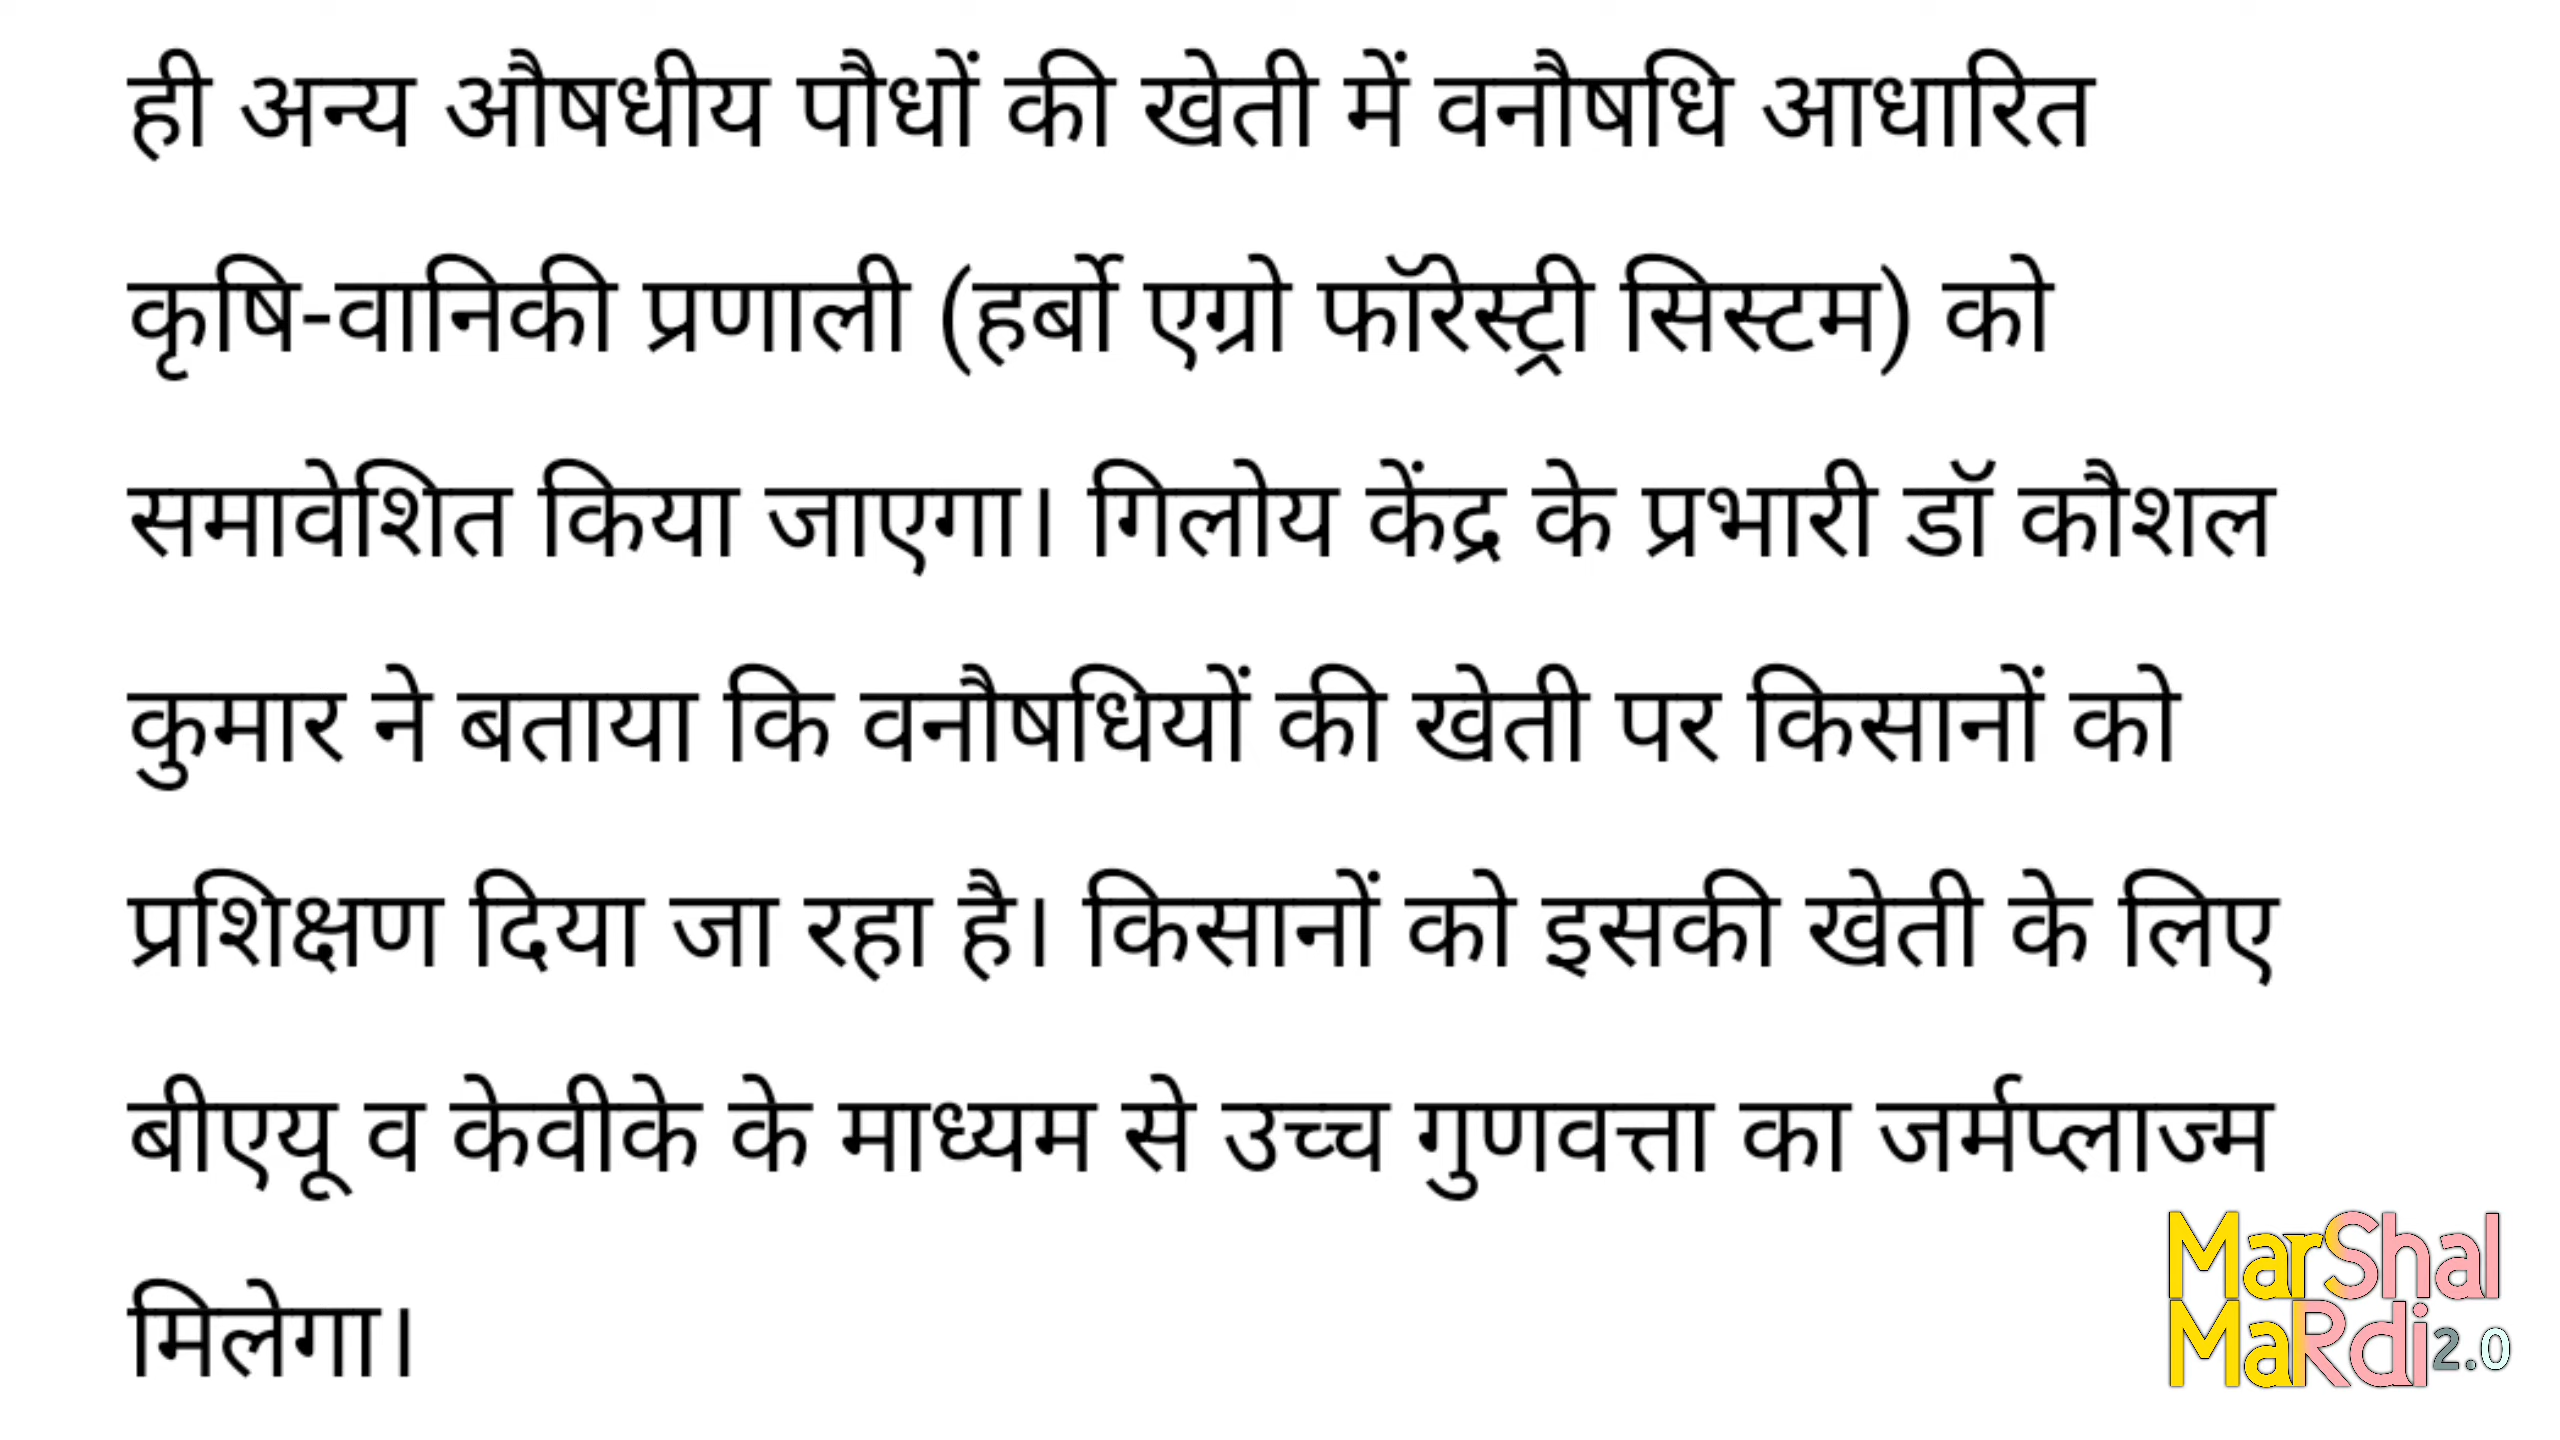 ही अन्य औषधीय पौधों की खेती में वनौषधि आधारित
कृषि-वानिकी प्रणाली (हर्बो एग्रो फॉरेस्ट्री सिस्टम) को
समावेशित किया जाएगा। गिलोय केंद्र के प्रभारी डॉ कौशल
कुमार ने बताया कि वनौषधियों की खेती पर किसानों को
प्रशिक्षण दिया जा रहा है। किसानों को इसकी खेती के लिए
बीएयू व केवीके के माध्यम से उच्च गुणवत्ता का जर्मप्लाज्म
मिलेगा।
MarShal
MaRdi2.0